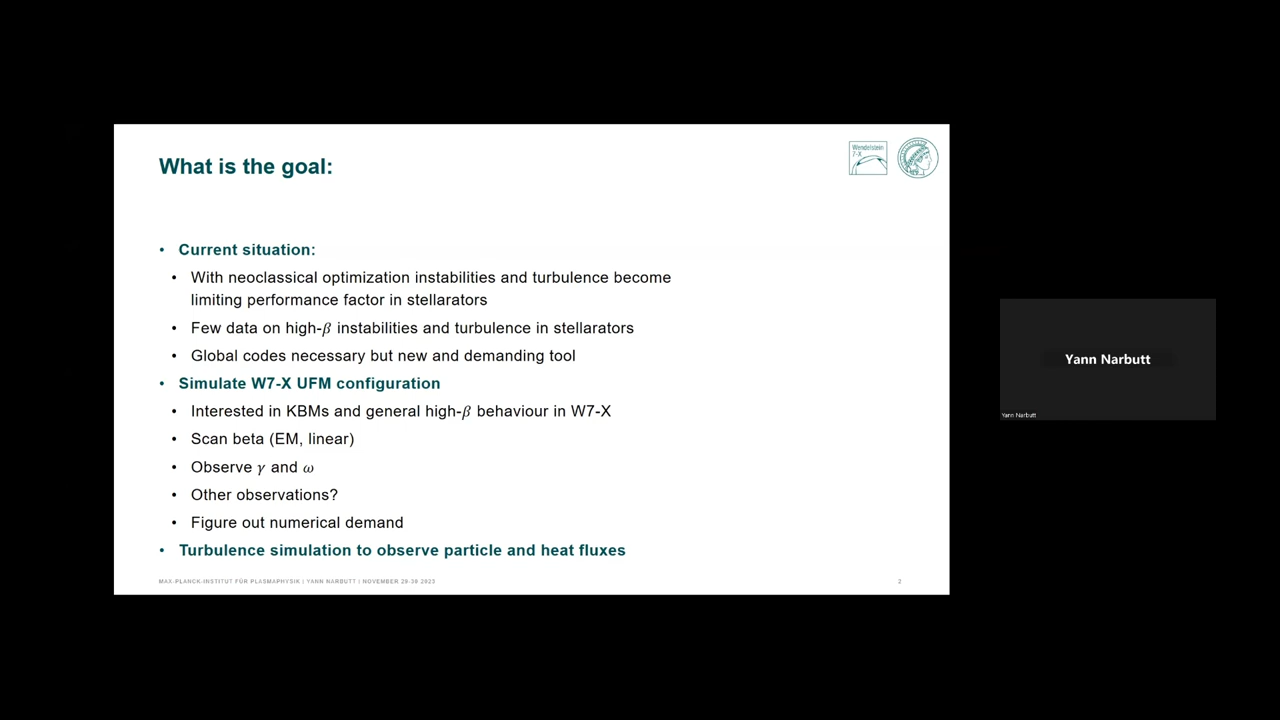 What is the goal:
Wendelstein
7-X
• Current situation:
• With neoclassical optimization instabilities and turbulence become
limiting performance factor in stellarators
• Few data on high-β instabilities and turbulence in stellarators
• Global codes necessary but new and demanding tool
• Simulate W7-X UFM configuration
• Interested in KBMs and general high-β behaviour in W7-X
• Scan beta (EM, linear)
• Observe γ and ω
• Other observations?
• Figure out numerical demand
• Turbulence simulation to observe particle and heat fluxes
MAX-PLANCK-INSTITUT FÜR PLASMAPHYSIK | YANN NARBUTT | NOVEMBER 29-30 2023
2
Yann Narbutt
Yann Narbutt